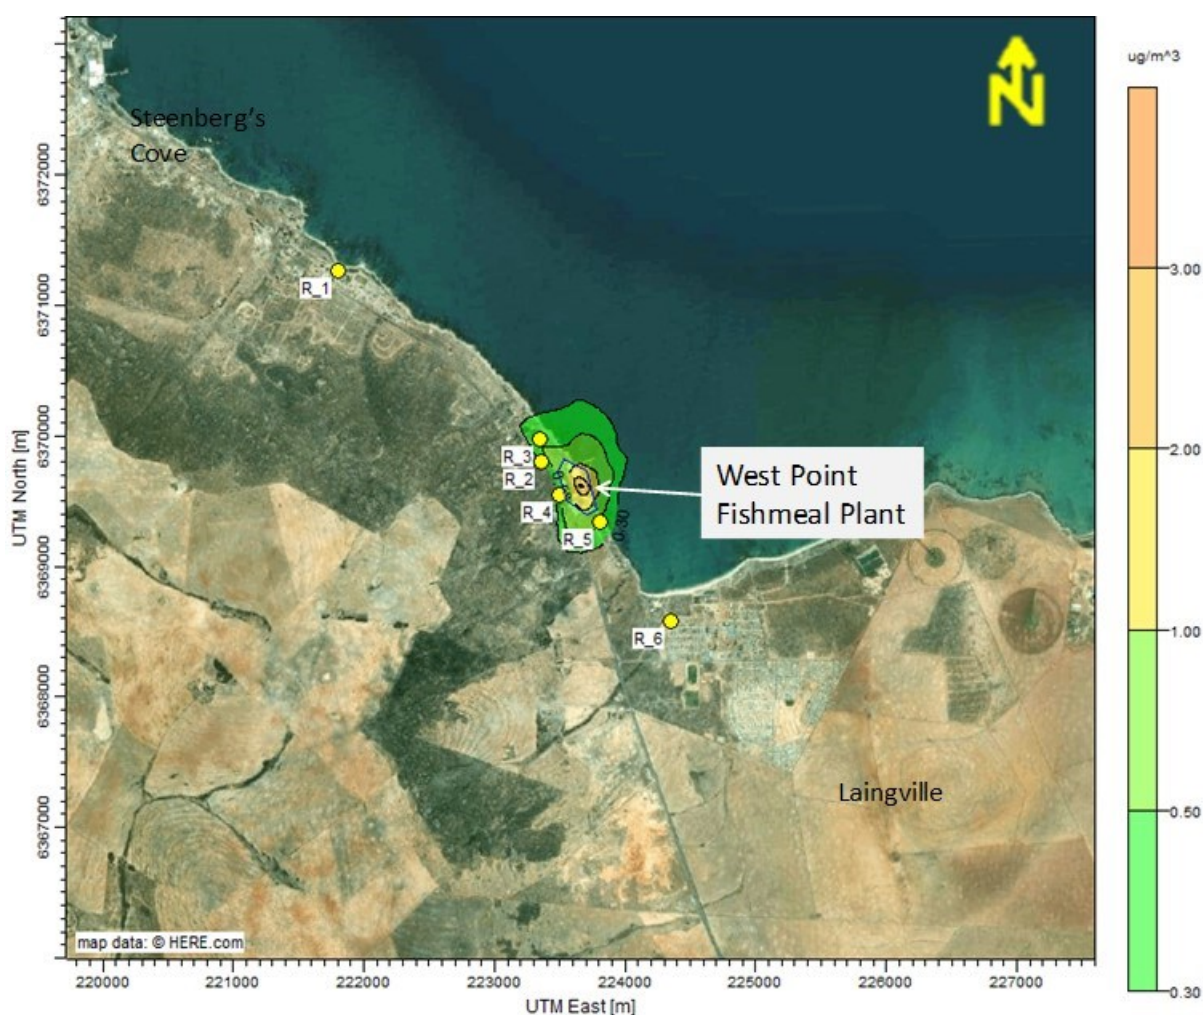 ug/m^3
N
Steenberg's
Cove
R_1
R_3
R_2
R_4
R_5
R_6
0.30
West Point
Fishmeal Plant
Laingville
map data: © HERE.com
3.00
2.00
1.00
0.50
0.30
UTM North [m]
6372000
6371000
6370000
6369000
6368000
6367000
220000 221000 222000 223000 224000 225000 226000 227000
UTM East [m]